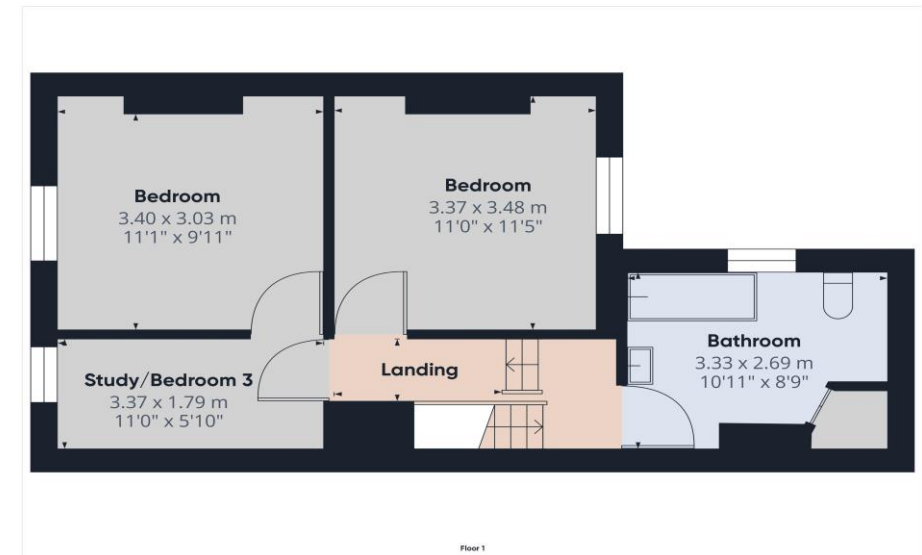 Bedroom
3.40 x 3.03 m
11'1" x 9'11"
Bedroom
3.37 x 3.48 m
11'0" x 11'5"
Study/Bedroom 3
3.37 x 1.79 m
11'0" x 5'10"
Landing
Bathroom
3.33 x 2.69 m
10'11" x 8'9"
Floor 1